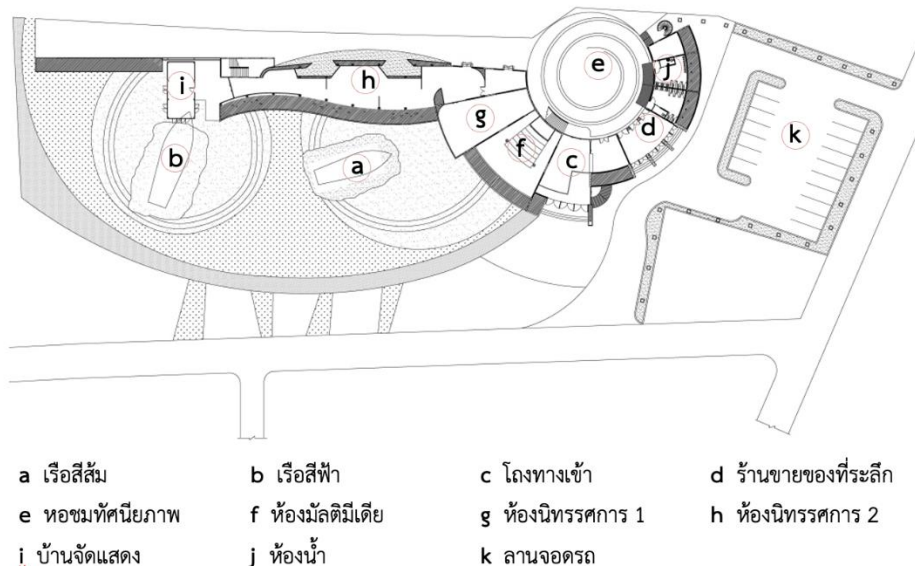 e
j
i
h
k
g
d
b
a
f
c
a เรือสีส้ม b เรือสีฟ้า c โถงทางเข้า d ร้านขายของที่ระลึก
e หอชมทัศนียภาพ f ห้องมัลติมีเดีย g ห้องนิทรรศการ 1 h ห้องนิทรรศการ 2
i บ้านจัดแสดง j ห้องน้ำ k ลานจอดรถ